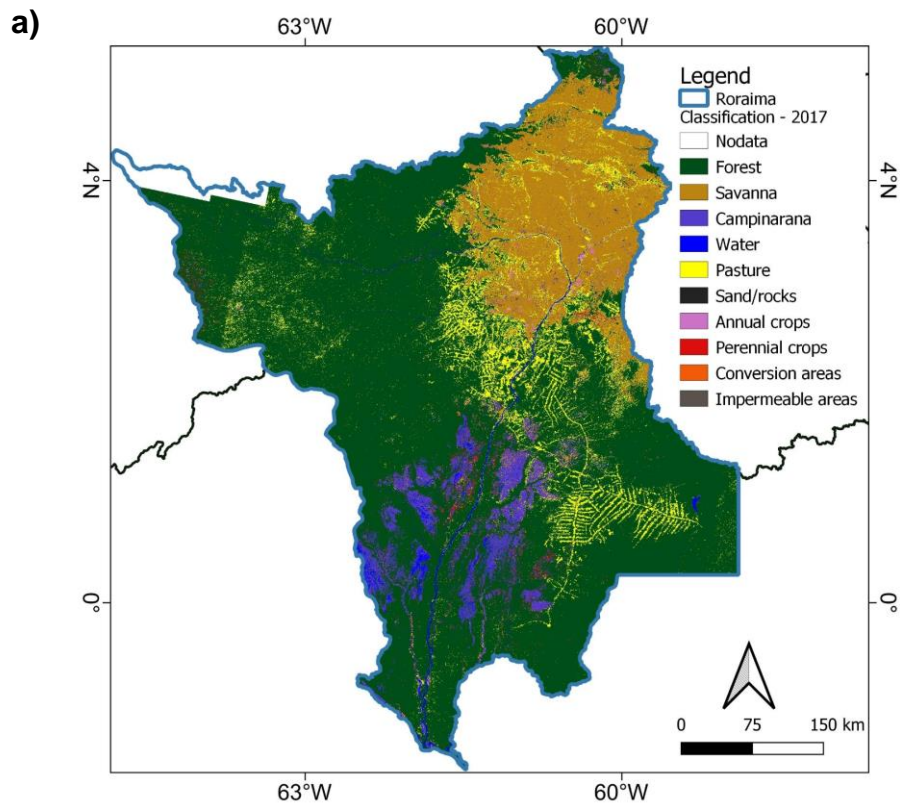 a)
63°W 60°W
Legend
Roraima
Classification - 2017
Nodata
Forest
Savanna
Campinarana
Water
Pasture
Sand/rocks
Annual crops
Perennial crops
Conversion areas
Impermeable areas
4°N 4°N
0° 0°
0 75 150 km
63°W 60°W